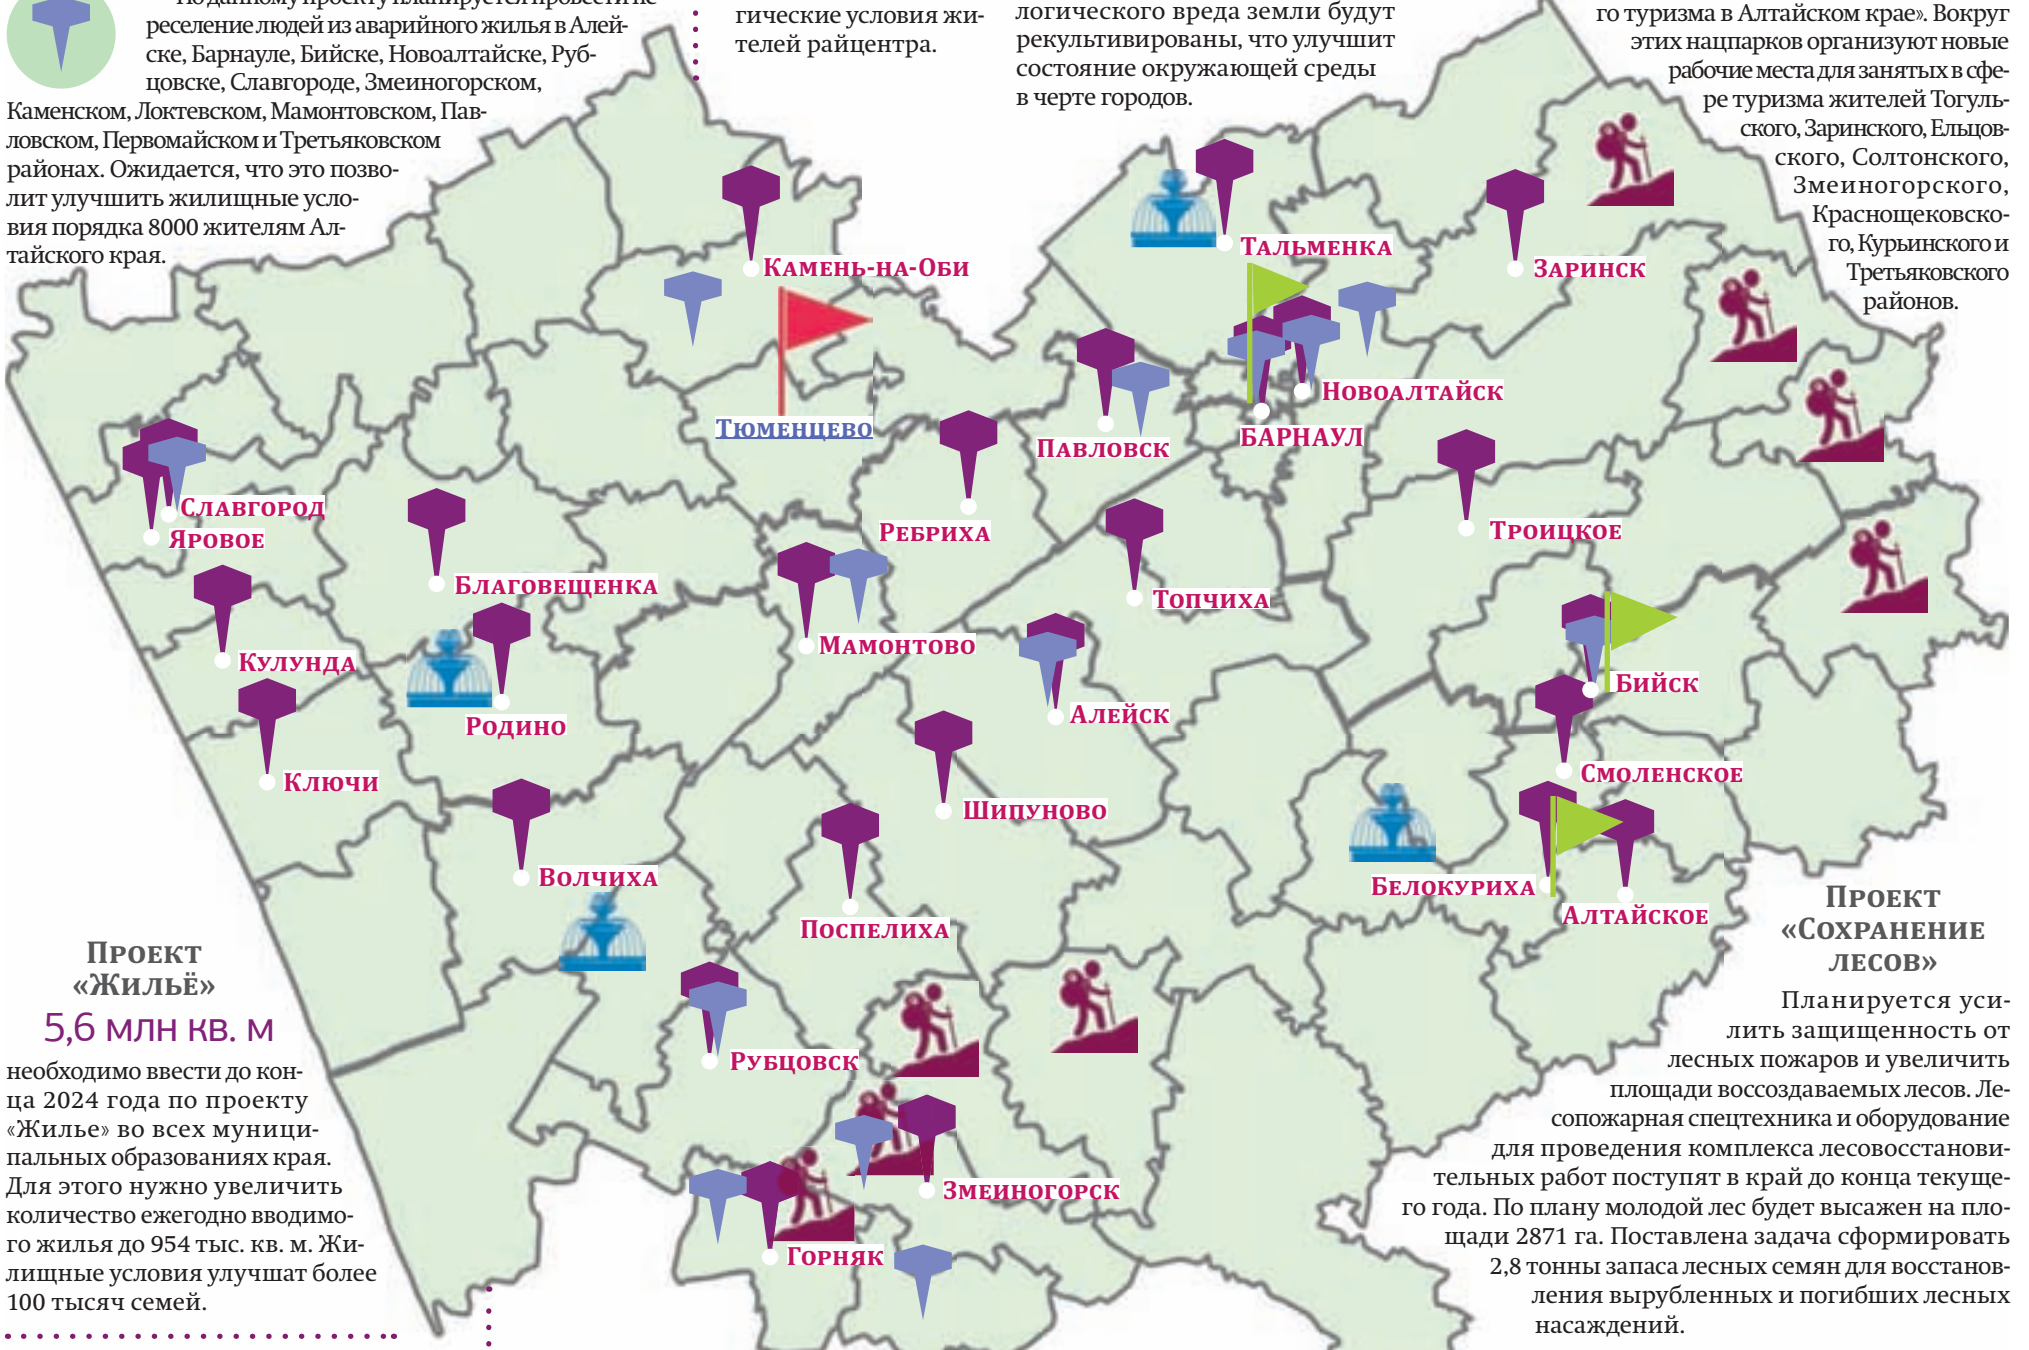 По данному проекту планируется провести пе-
реселение людей из аварийного жилья в Алей-
ске, Барнауле, Бийске, Новоалтайске, Руб-
цовске, Славгороде, Змеиногорском,
Каменском, Локтевском, Мамонтовском, Пав-
ловском, Первомайском и Третьяковском
районах. Ожидается, что это позво-
лит улучшить жилищные усло-
вия порядка 8000 жителям Ал-
тайского края.
гические условия жи-
телей райцентра.
логического вреда земли будут
рекультивированы, что улучшит
состояние окружающей среды
в черте городов.
го туризма в Алтайском крае». Вокруг
этих нацпарков организуют новые
рабочие места для занятых в сфе-
ре туризма жителей Тогуль-
ского, Заринского, Ельцов-
ского, Солтонского,
Змеиногорского,
Краснощековско-
го, Курьинского и
Третьяковского
районов.
Камень-на-Оби
Тальменка
Заринск
Тюменцево
Новоалтайск
БАРНАУЛ
Павловск
Ребриха
Троицкое
Славгород
Яровое
Благовещенка
Топчиха
Мамонтово
Кулунда
Бийск
Родино
Алейск
Ключи
Смоленское
Шипуново
Волчиха
Белокуриха
Алтайское
Поспелиха
Рубцовск
Змеиногорск
Горняк
Проект
«Жильё»
5,6 млн кв. м
необходимо ввести до кон-
ца 2024 года по проекту
«Жилье» во всех муници-
пальных образованиях края.
Для этого нужно увеличить
количество ежегодно вводимо-
го жилья до 954 тыс. кв. м. Жи-
лищные условия улучшат более
100 тысяч семей.
Проект
«Сохранение
лесов»
Планируется уси-
лить защищенность от
лесных пожаров и увеличить
площади воссоздаваемых лесов. Ле-
сопожарная спецтехника и оборудование
для проведения комплекса лесовосстанови-
тельных работ поступят в край до конца текуще-
го года. По плану молодой лес будет высажен на пло-
щади 2871 га. Поставлена задача сформировать
2,8 тонны запаса лесных семян для восстанов-
ления вырубленных и погибших лесных
насаждений.